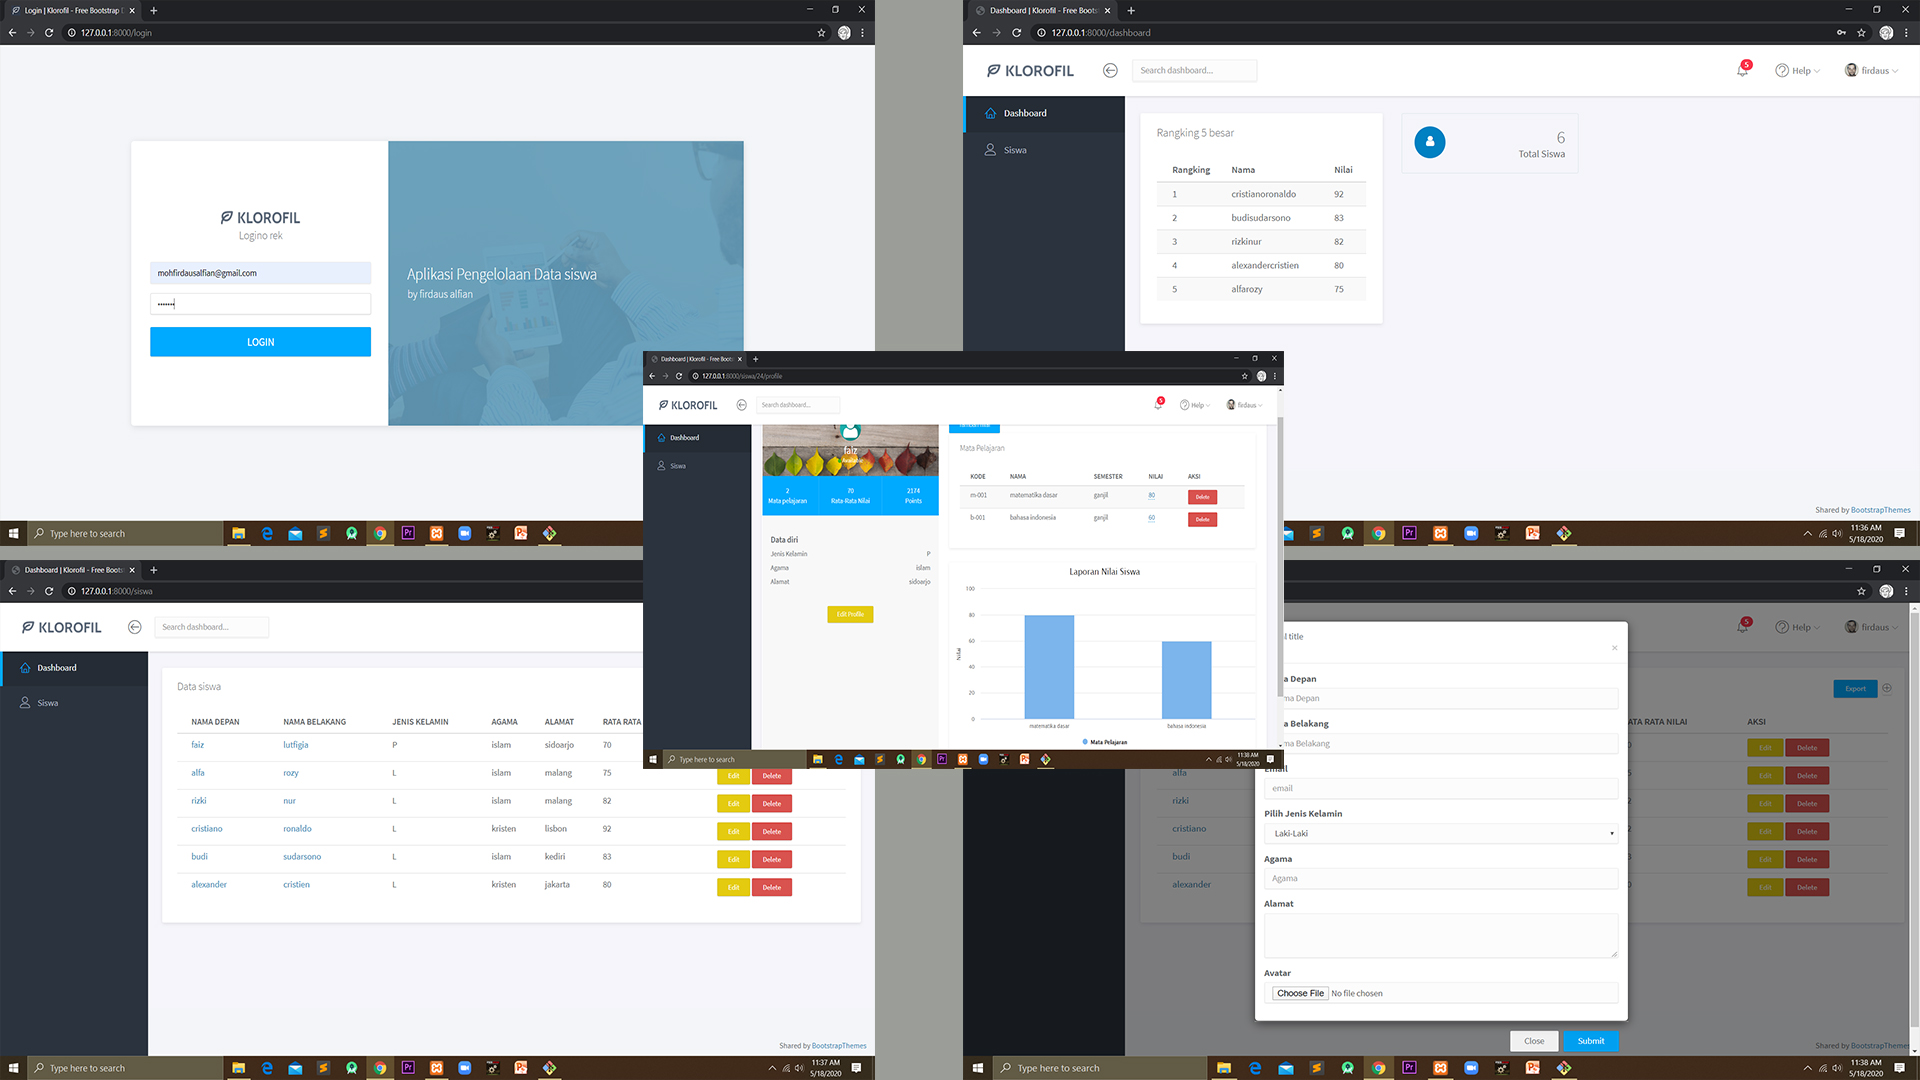 Login | Klorofil - Free Bootstrap D
127.0.0.1:8000/login
KLOROFIL
Logino rek
mohfirdausalfian@gmail.com
LOGIN
Aplikasi Pengelolaan Data siswa
by firdaus alfian
Type here to search
Dashboard | Klorofil - Free Boots
127.0.0.1:8000/dashboard
KLOROFIL
Search dashboard...
5
Help
firdaus
Dashboard
Siswa
Rangking 5 besar
Rangking Nama Nilai
1 cristianoronaldo 92
2 budisudarsono 83
3 rizkinur 82
4 alexandercristien 80
5 alfarozy 75
6
Total Siswa
Shared by BootstrapThemes
11:36 AM
5/18/2020
Dashboard | Klorofil - Free Boots
127.0.0.1:8000/siswa/24/profile
KLOROFIL
Search dashboard...
5
Help
firdaus
Dashboard
Siswa
faiz
Available
2
Mata pelajaran
70
Rata-Rata Nilai
2174
Points
Data diri
Jenis Kelamin P
Agama islam
Alamat sidoarjo
Edit Profile
Mata Pelajaran
KODE NAMA SEMESTER NILAI AKSI
m-001 matematika dasar ganjil 80 Delete
b-001 bahasa indonesia ganjil 60 Delete
Laporan Nilai Siswa
100
80
60
40
20
0
Nilai
matematika dasar bahasa indonesia
Mata Pelajaran
Type here to search
11:38 AM
5/18/2020
Dashboard | Klorofil - Free Boots
127.0.0.1:8000/siswa
KLOROFIL
Search dashboard...
Dashboard
Siswa
Data siswa
NAMA DEPAN NAMA BELAKANG JENIS KELAMIN AGAMA ALAMAT RATA RATA
faiz lutfigia P islam sidoarjo 70
alfa rozy L islam malang 75 Edit Delete
rizki nur L islam malang 82 Edit Delete
cristiano ronaldo L kristen lisbon 92 Edit Delete
budi sudarsono L islam kediri 83 Edit Delete
alexander cristien L kristen jakarta 80 Edit Delete
Shared by BootstrapThemes
Type here to search
11:37 AM
5/18/2020
5
Help
firdaus
title
Depan
ma Depan
Belakang
ma Belakang
Email
email
Pilih Jenis Kelamin
Laki-Laki
Agama
Agama
Alamat
Avatar
Choose File No file chosen
Close
Submit
Export
ATA RATA NILAI AKSI
Edit Delete
alfa Edit Delete
rizki Edit Delete
cristiano Edit Delete
budi Edit Delete
alexander Edit Delete
Shared by BootstrapThemes
Type here to search
11:38 AM
5/18/2020